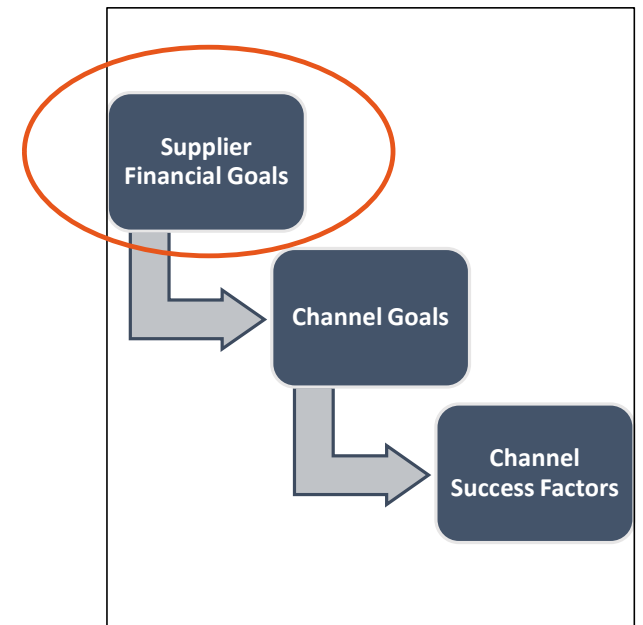 Supplier
Financial Goals
Channel Goals
Channel
Success Factors